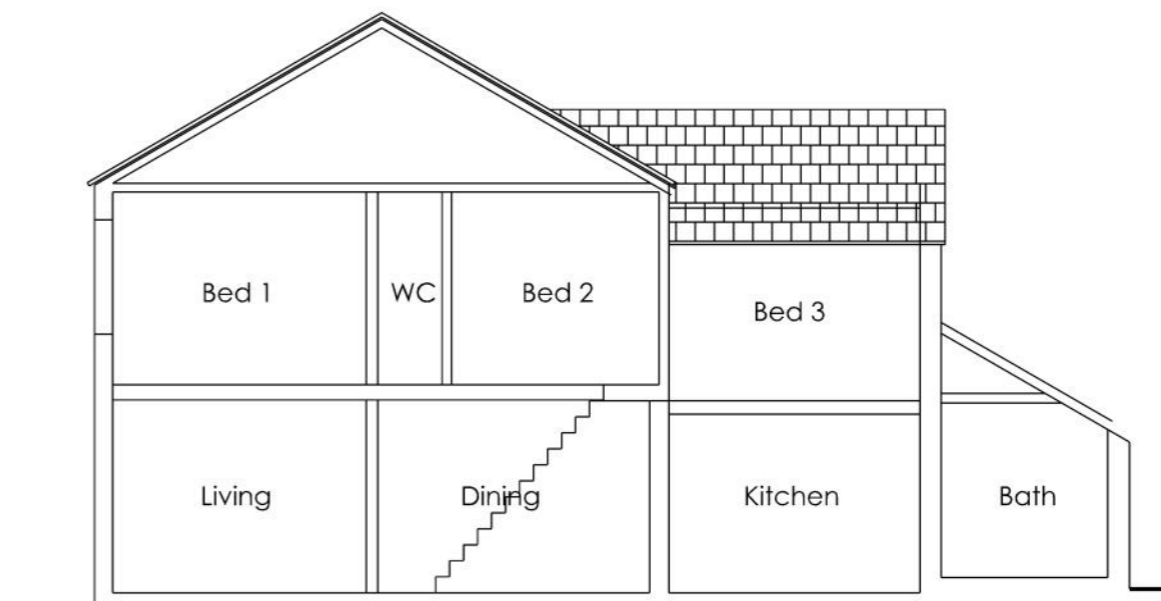 Bed 1
WC
Bed 2
Bed 3
Living
Dining
Kitchen
Bath